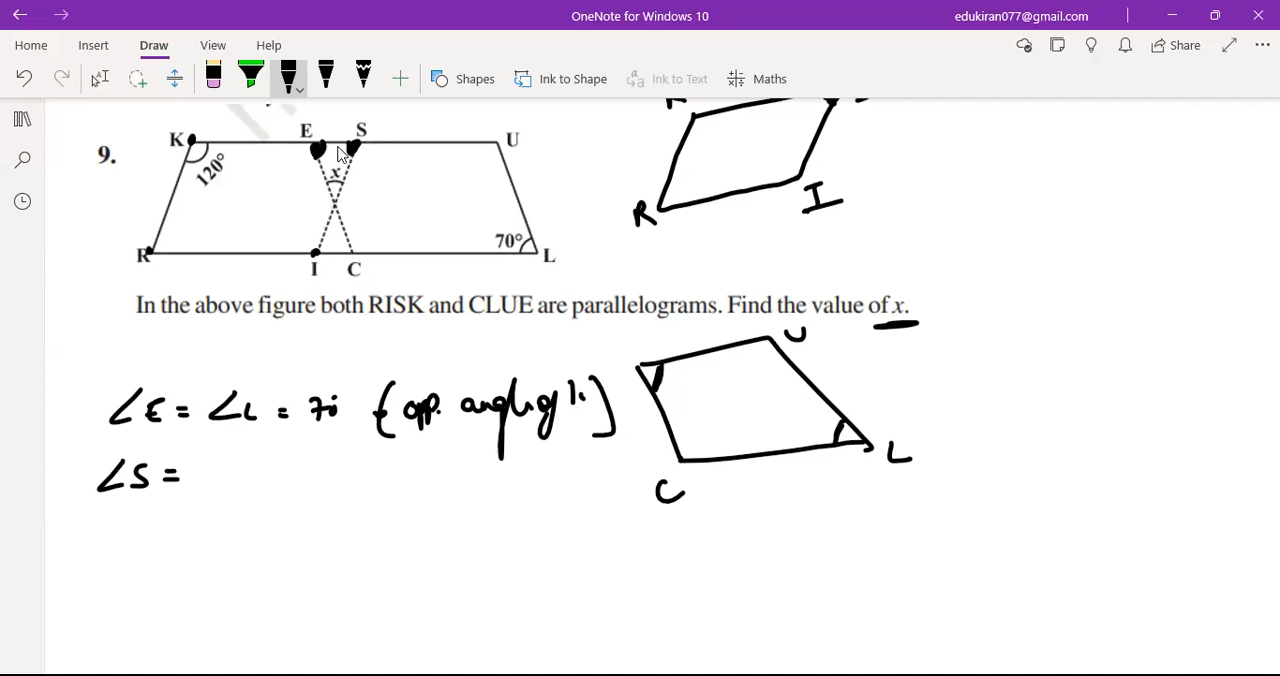 OneNote for Windows 10
edukiran077@gmail.com
Home Insert Draw View Help
Share
Shapes
Ink to Shape
Ink to Text
Maths
9.
K E S U
120°
x
R I C L
70°
R I
In the above figure both RISK and CLUE are parallelograms. Find the value of x.
U
∠E = ∠L = 70 (opp. angles of
L
C
∠S =